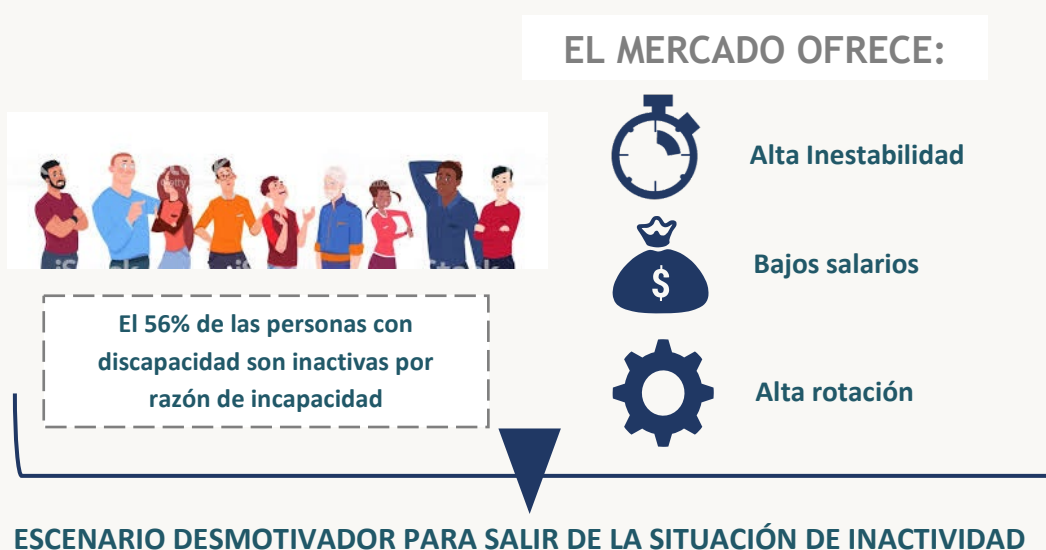 EL MERCADO OFRECE:
Alta Inestabilidad
Bajos salarios
$
Alta rotación
El 56% de las personas con
discapacidad son inactivas por
razón de incapacidad
ESCENARIO DESMOTIVADOR PARA SALIR DE LA SITUACIÓN DE INACTIVIDAD